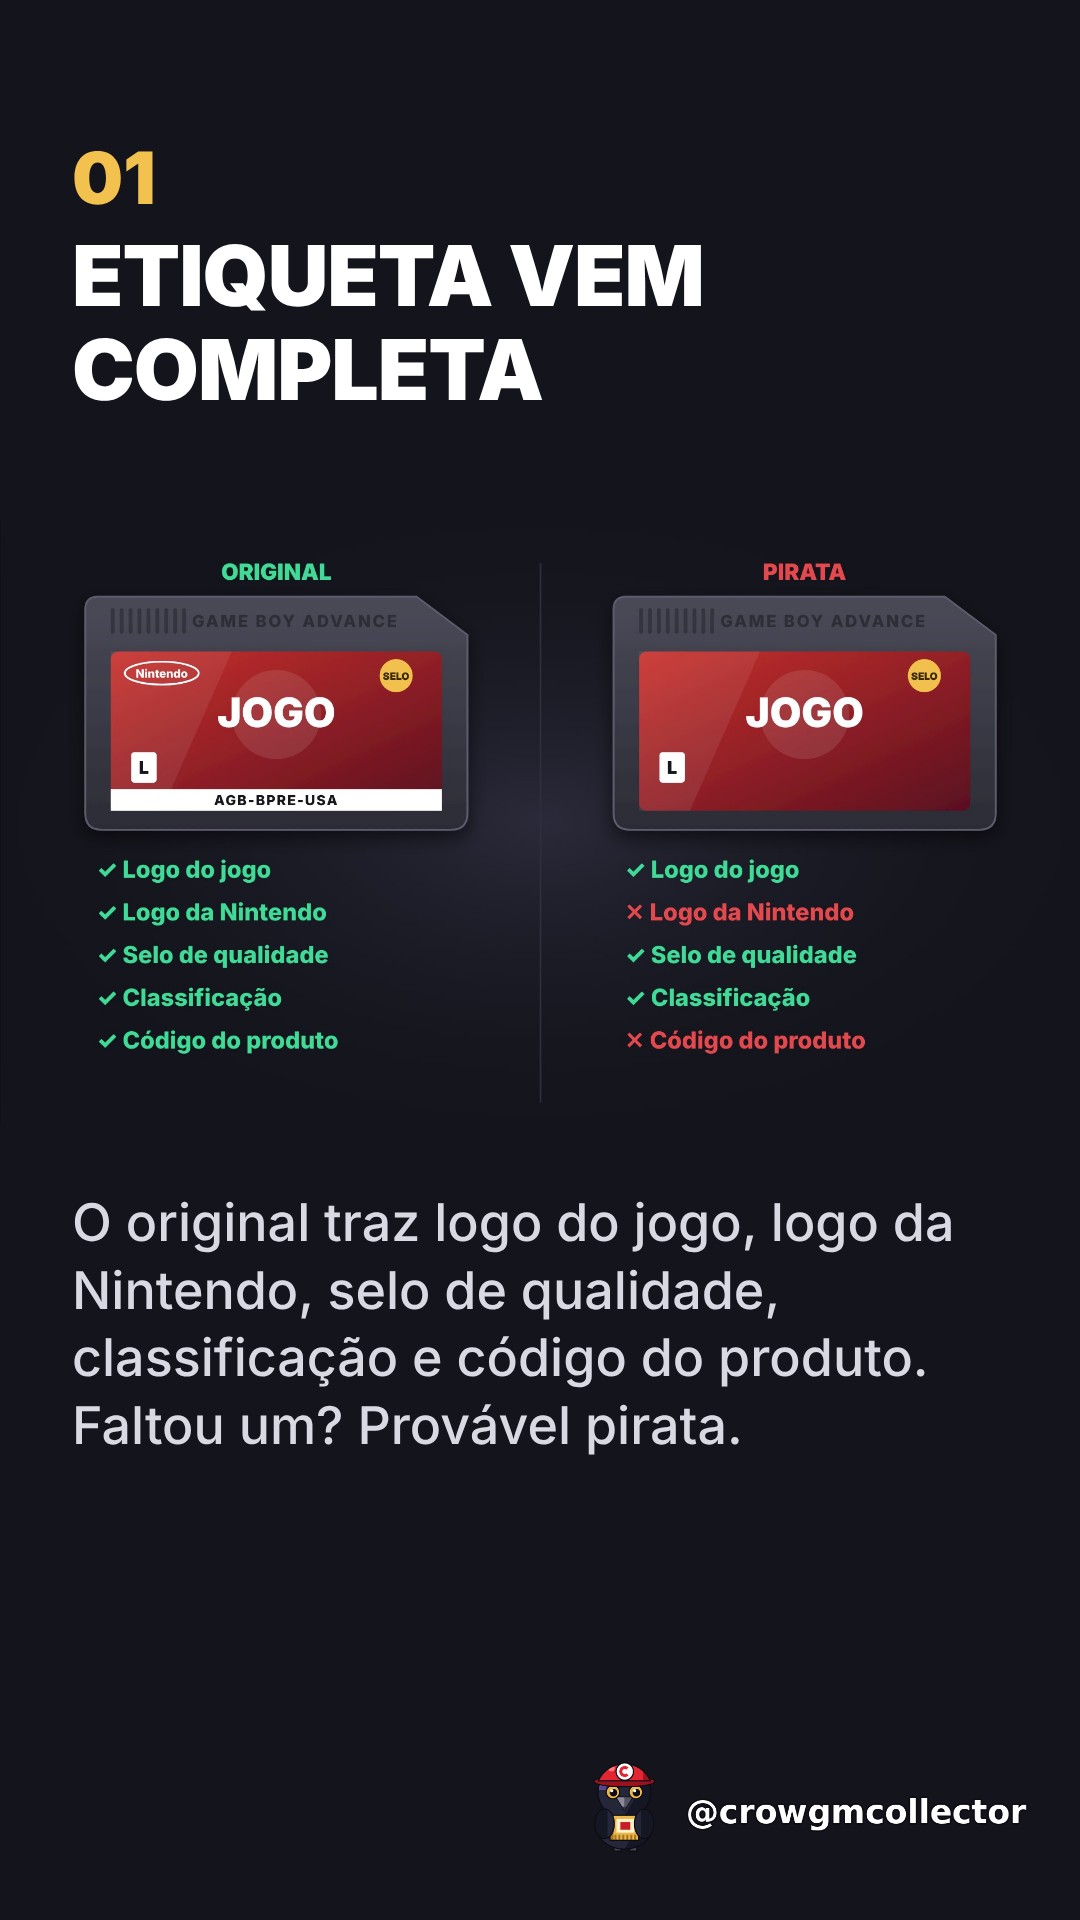 01
ETIQUETA VEM
COMPLETA
ORIGINAL
GAME BOY ADVANCE
Nintendo
SELO
JOGO
L
AGB-BPRE-USA
✓ Logo do jogo
✓ Logo da Nintendo
✓ Selo de qualidade
✓ Classificação
✓ Código do produto
PIRATA
GAME BOY ADVANCE
SELO
JOGO
L
✓ Logo do jogo
✕ Logo da Nintendo
✓ Selo de qualidade
✓ Classificação
✕ Código do produto
O original traz logo do jogo, logo da
Nintendo, selo de qualidade,
classificação e código do produto.
Faltou um? Provável pirata.
C
@crowgmcollector